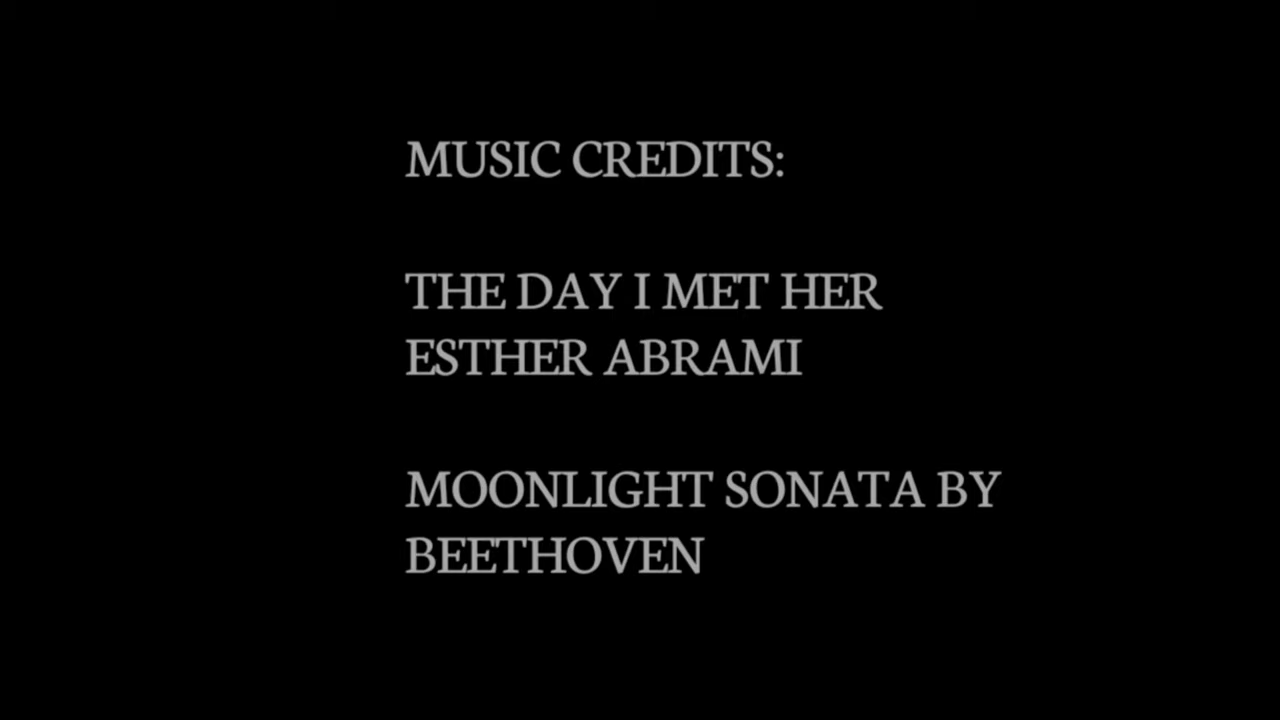 MUSIC CREDITS:
THE DAY I MET HER
ESTHER ABRAMI
MOONLIGHT SONATA BY
BEETHOVEN